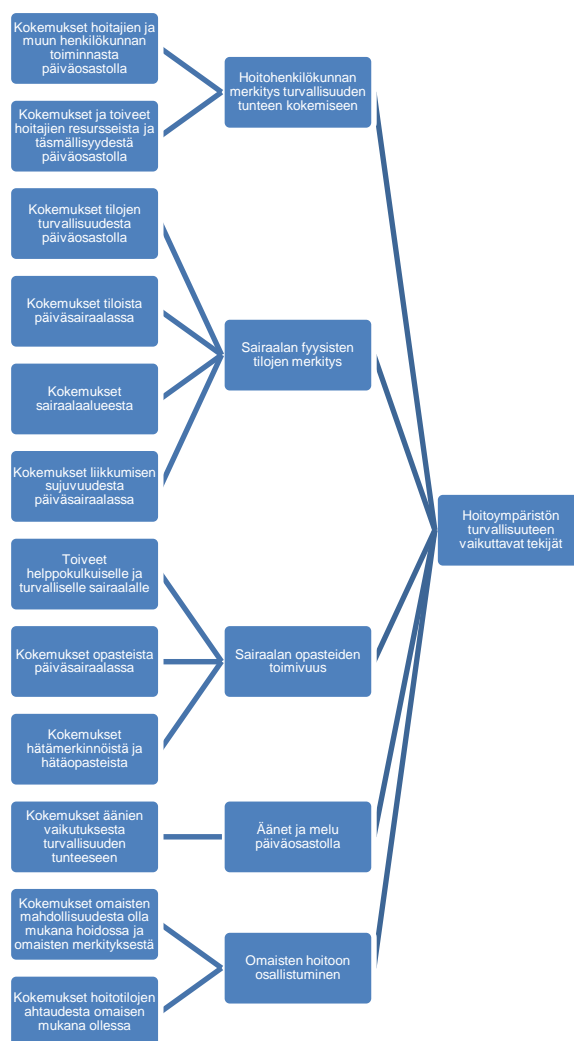 Kokemukset hoitajien ja
muun henkilökunnan
toiminnasta
päiväosastolla
Kokemukset ja toiveet
hoitajien resursseista ja
täsmällisyydestä
päiväosastolla
Hoitohenkilökunnan
merkitys turvallisuuden
tunteen kokemiseen
Kokemukset tilojen
turvallisuudesta
päiväosastolla
Kokemukset tiloista
päiväsairaalassa
Kokemukset
sairaalaalueesta
Kokemukset liikkumisen
sujuvuudesta
päiväsairaalassa
Sairaalan fyysisten
tilojen merkitys
Toiveet
helppokulkuiselle ja
turvalliselle sairaalalle
Kokemukset opasteista
päiväsairaalassa
Kokemukset
hätämerkinnöistä ja
hätäopasteista
Sairaalan opasteiden
toimivuus
Kokemukset äänien
vaikutuksesta
turvallisuuden
tunteeseen
Äänet ja melu
päiväosastolla
Kokemukset omaisten
mahdollisuudesta olla
mukana hoidossa ja
omaisten merkityksestä
Kokemukset hoitotilojen
ahtaudesta omaisen
mukana ollessa
Omaisten hoitoon
osallistuminen
Hoitoympäristön
turvallisuuteen
vaikuttavat tekijät